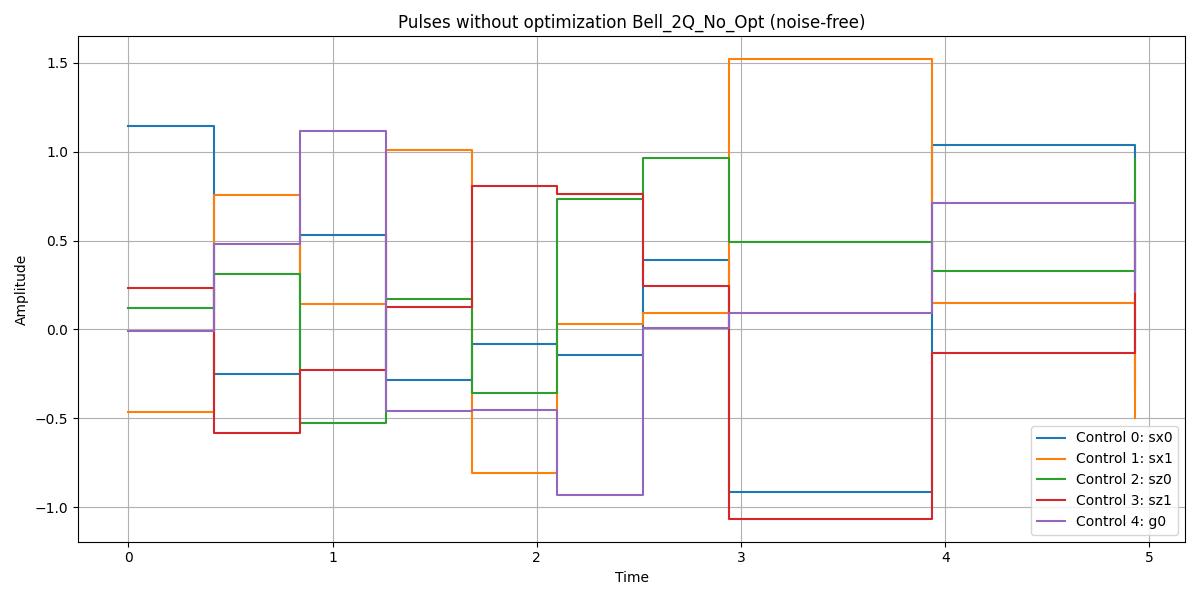 Pulses without optimization Bell_2Q_No_Opt (noise-free)
Amplitude
1.5
1.0
0.5
0.0
−0.5
−1.0
Control 0: sx0
Control 1: sx1
Control 2: sz0
Control 3: sz1
Control 4: g0
0 1 2 3 4 5
Time